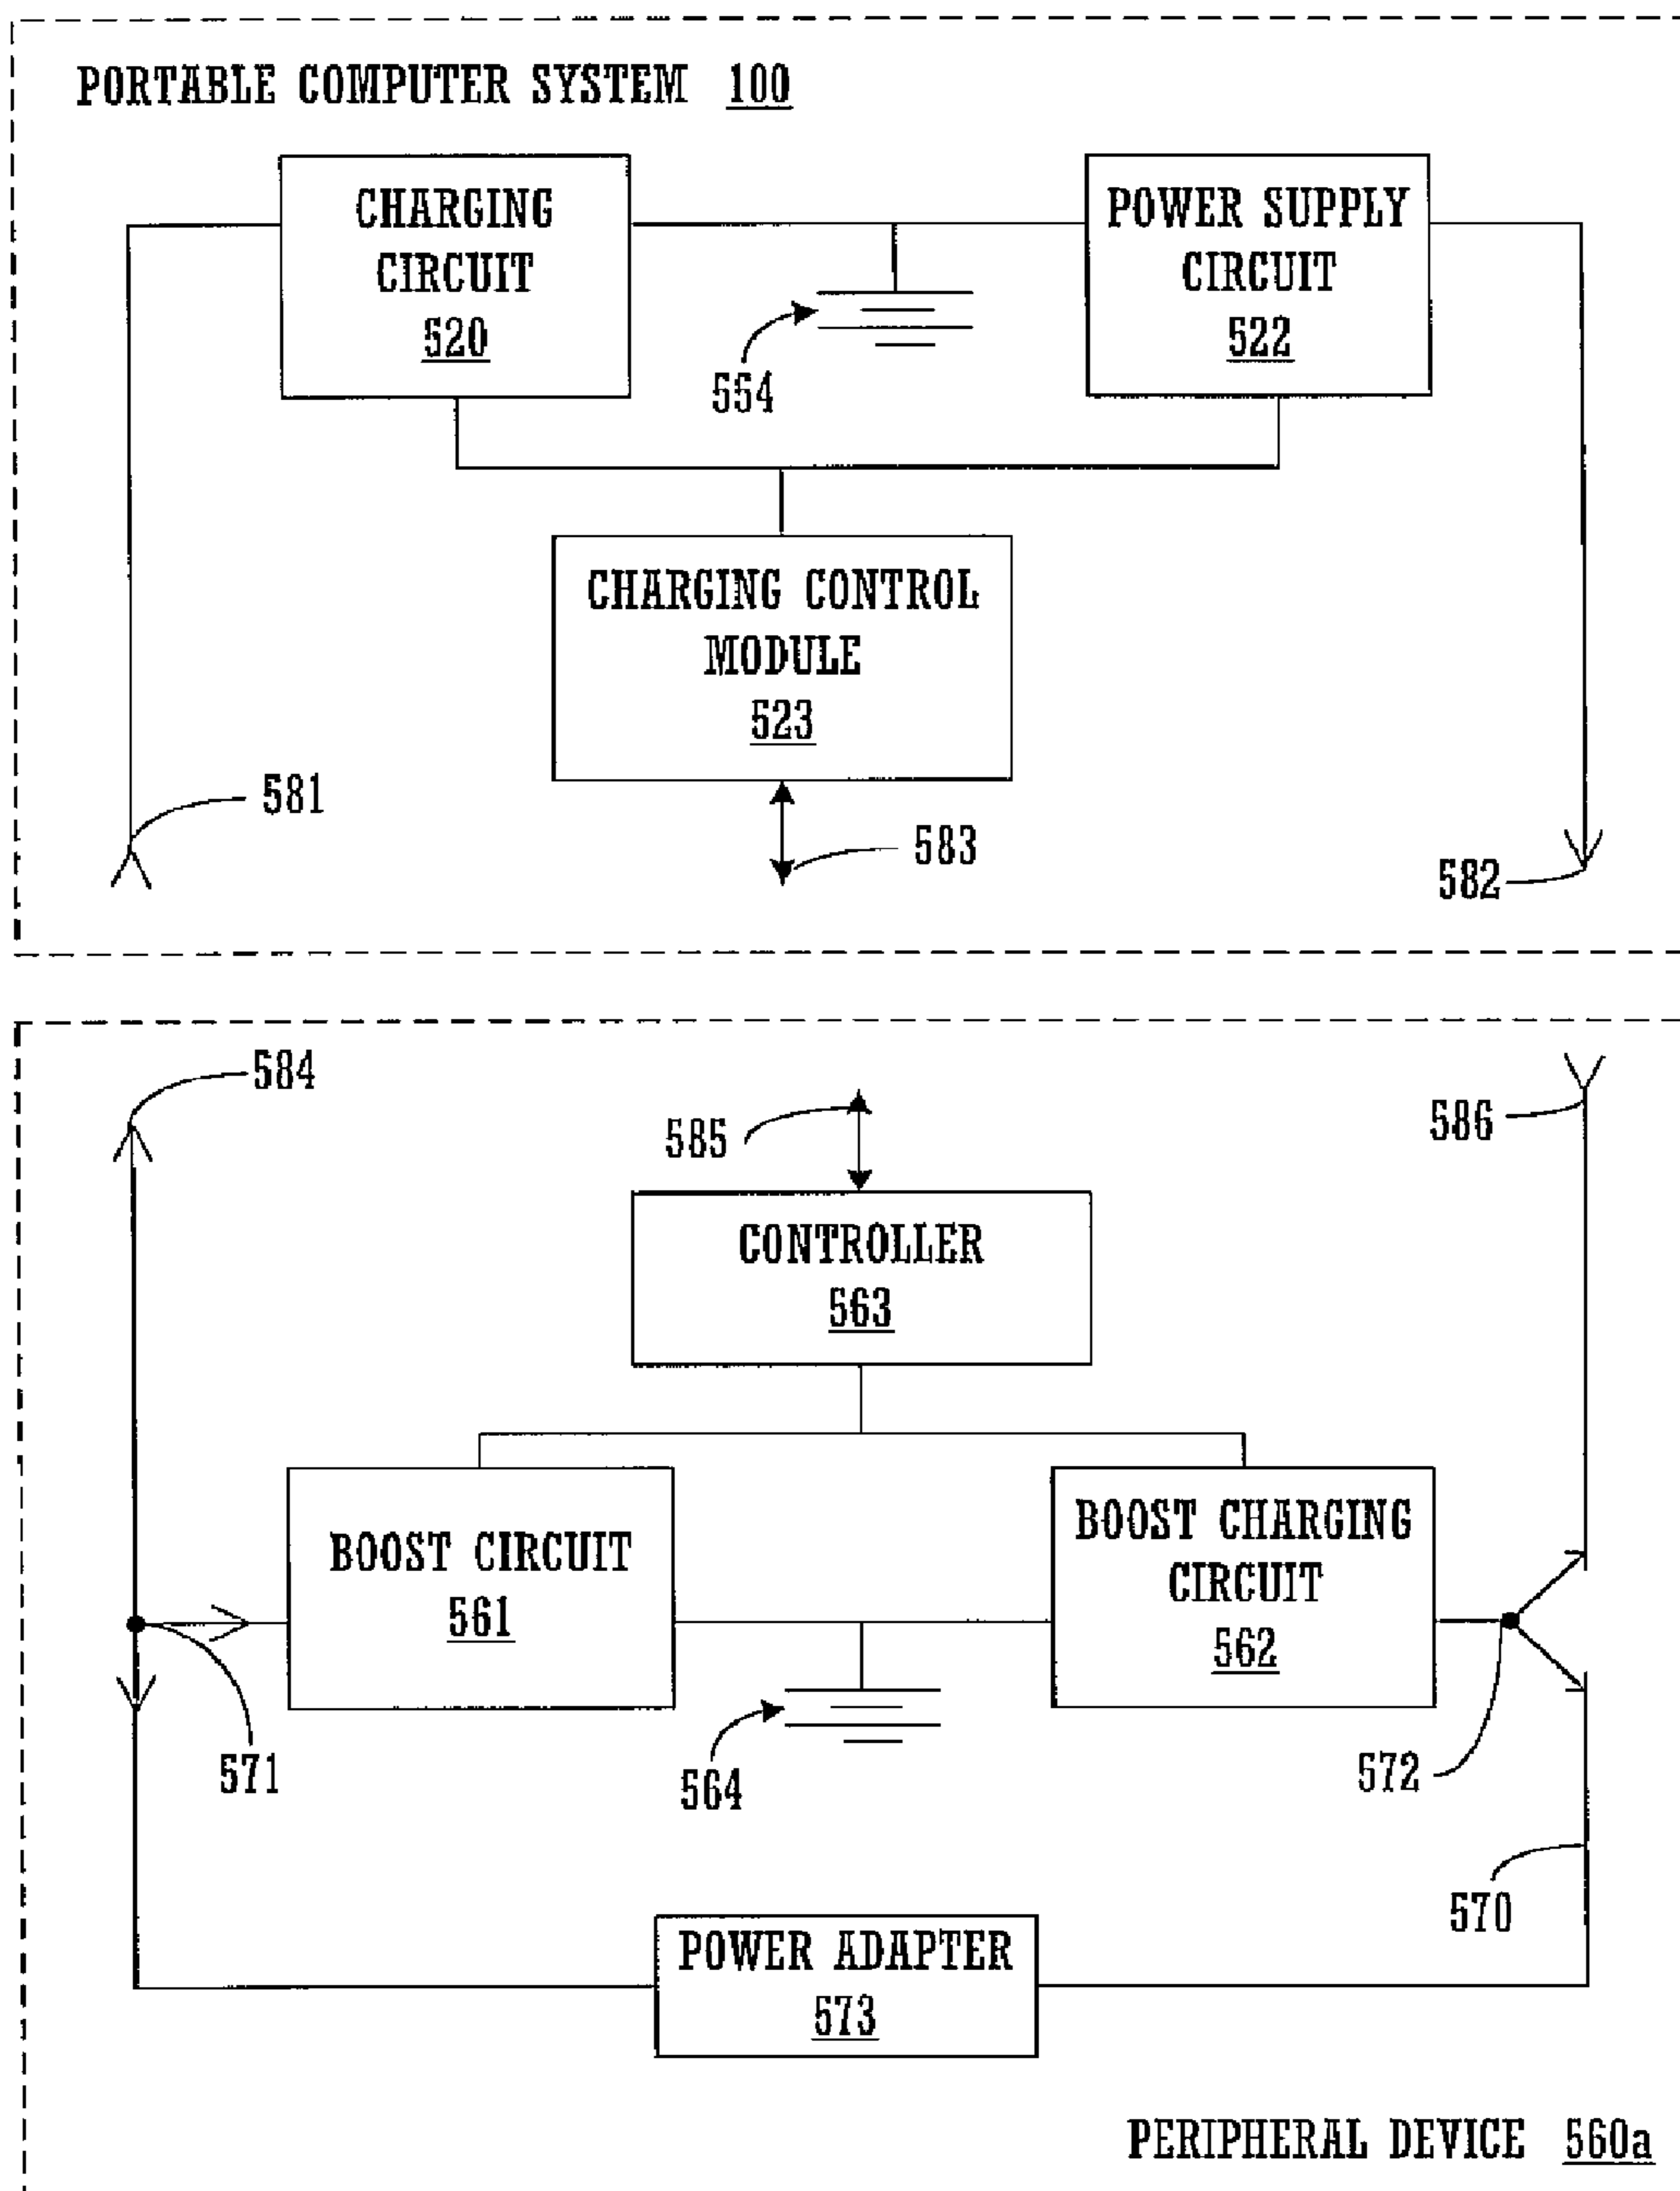 PORTABLE COMPUTER SYSTEM 100
CHARGING
CIRCUIT
520
POWER SUPPLY
CIRCUIT
522
554
CHARGING CONTROL
MODULE
523
581
583
582
584
585
586
CONTROLLER
563
BOOST CIRCUIT
561
BOOST CHARGING
CIRCUIT
562
571
564
572
570
POWER ADAPTER
573
PERIPHERAL DEVICE 560a